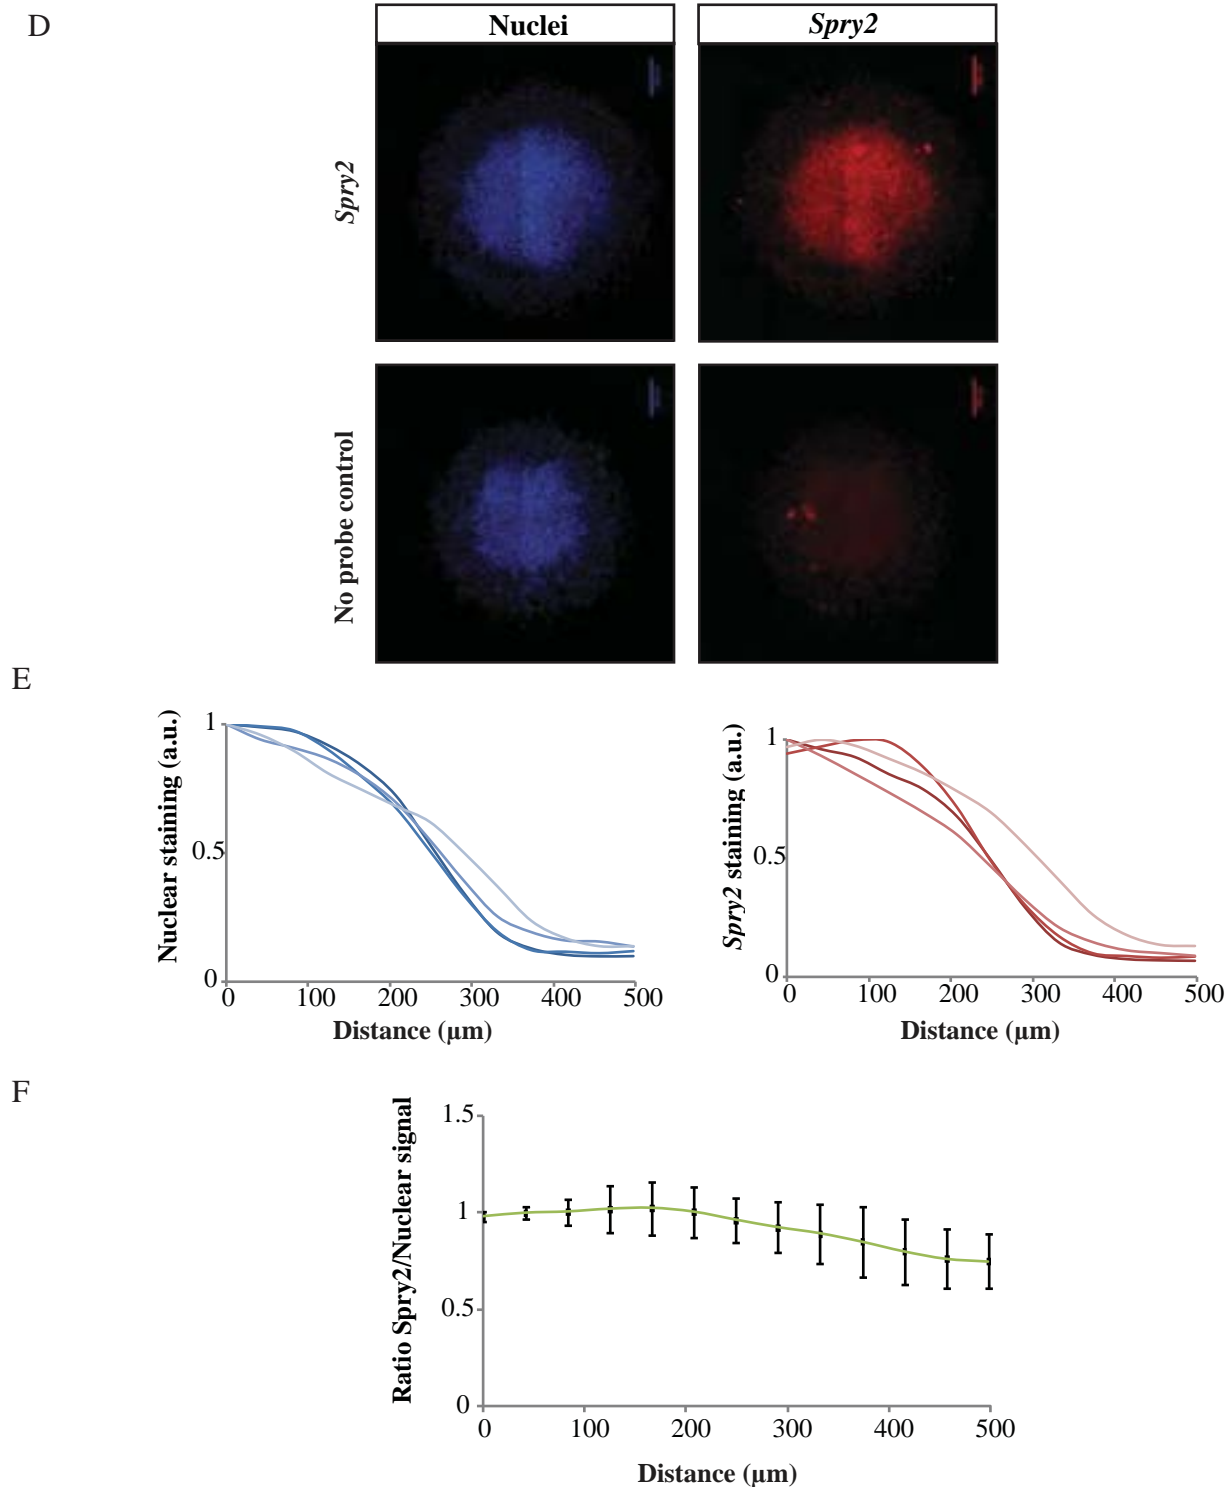 D
Nuclei
Spry2
Spry2
No probe control
E
Nuclear staining (a.u.)
1
0.5
0
0 100 200 300 400 500
Distance (µm)
Spry2 staining (a.u.)
1
0.5
0
0 100 200 300 400 500
Distance (µm)
F
Ratio Spry2/Nuclear signal
1.5
1
0.5
0
0 100 200 300 400 500
Distance (µm)